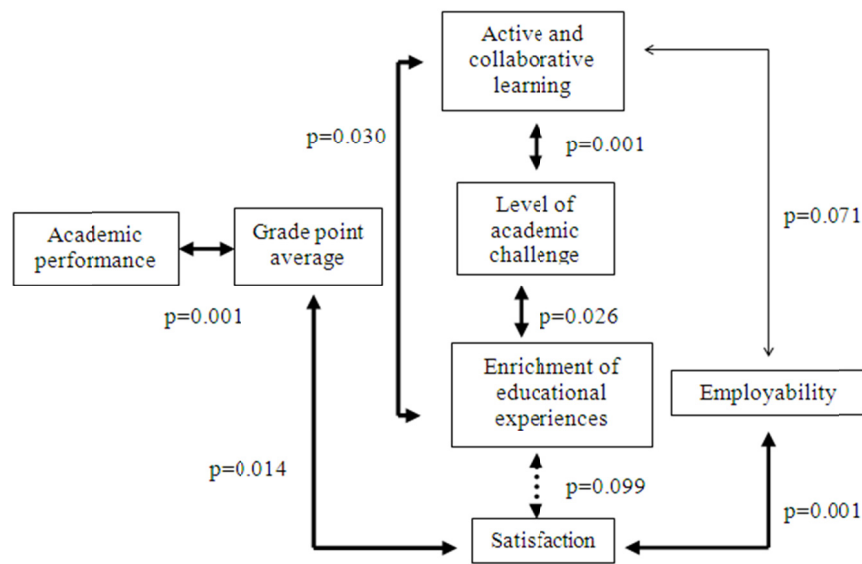 Active and
collaborative
learning
p=0.030
p=0.001
p=0.071
Level of
academic
challenge
Academic
performance
Grade point
average
p=0.001
p=0.026
Enrichment of
educational
experiences
Employability
p=0.014
p=0.099
p=0.001
Satisfaction